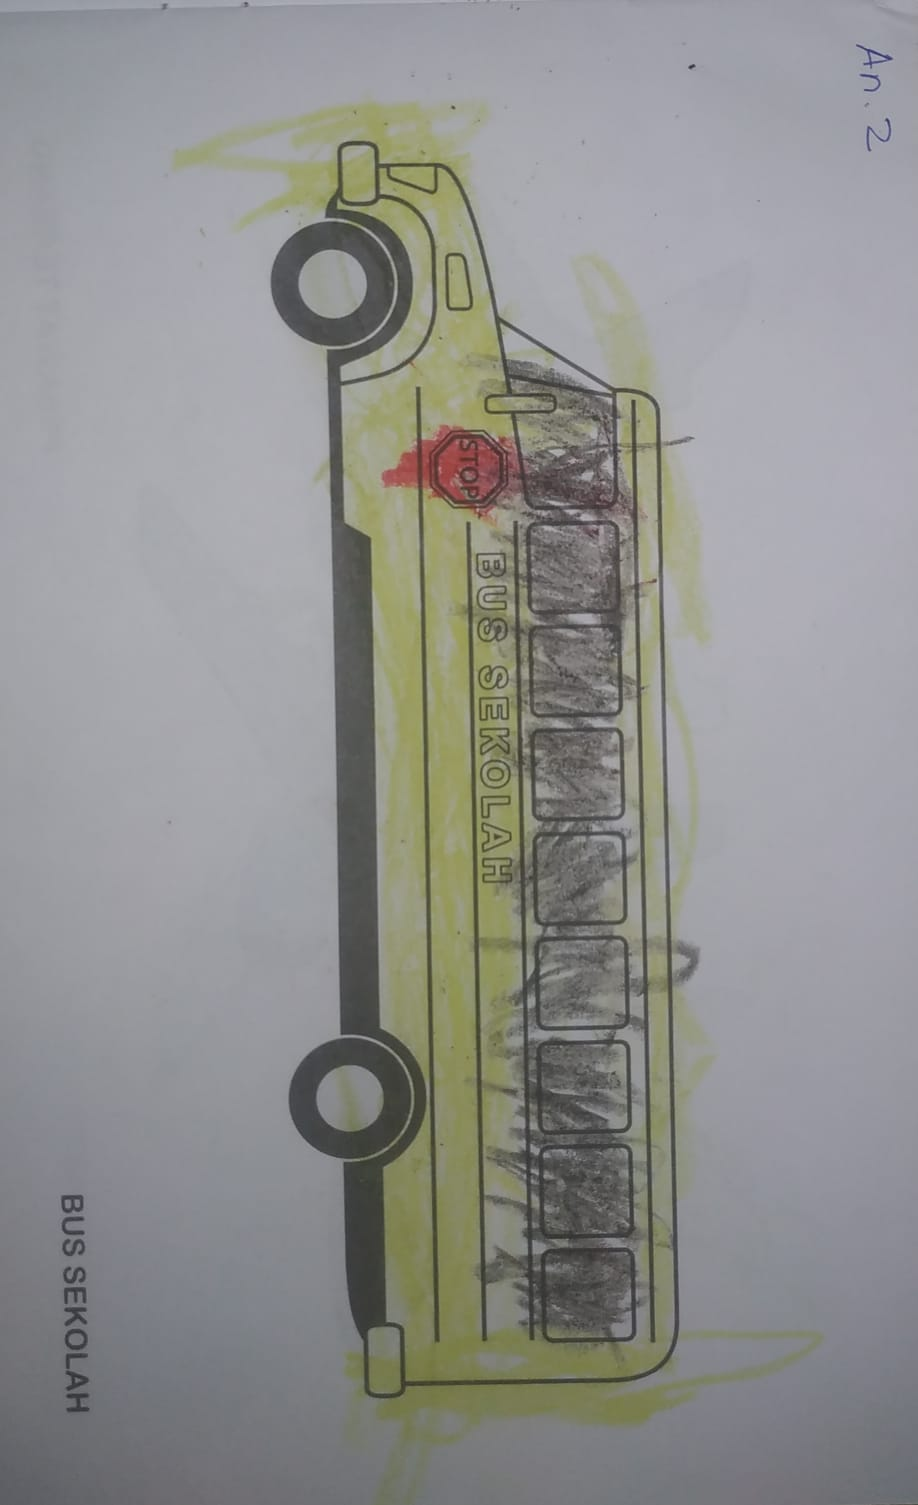 An. 2
STOP
BUS SEKOLAH
BUS SEKOLAH